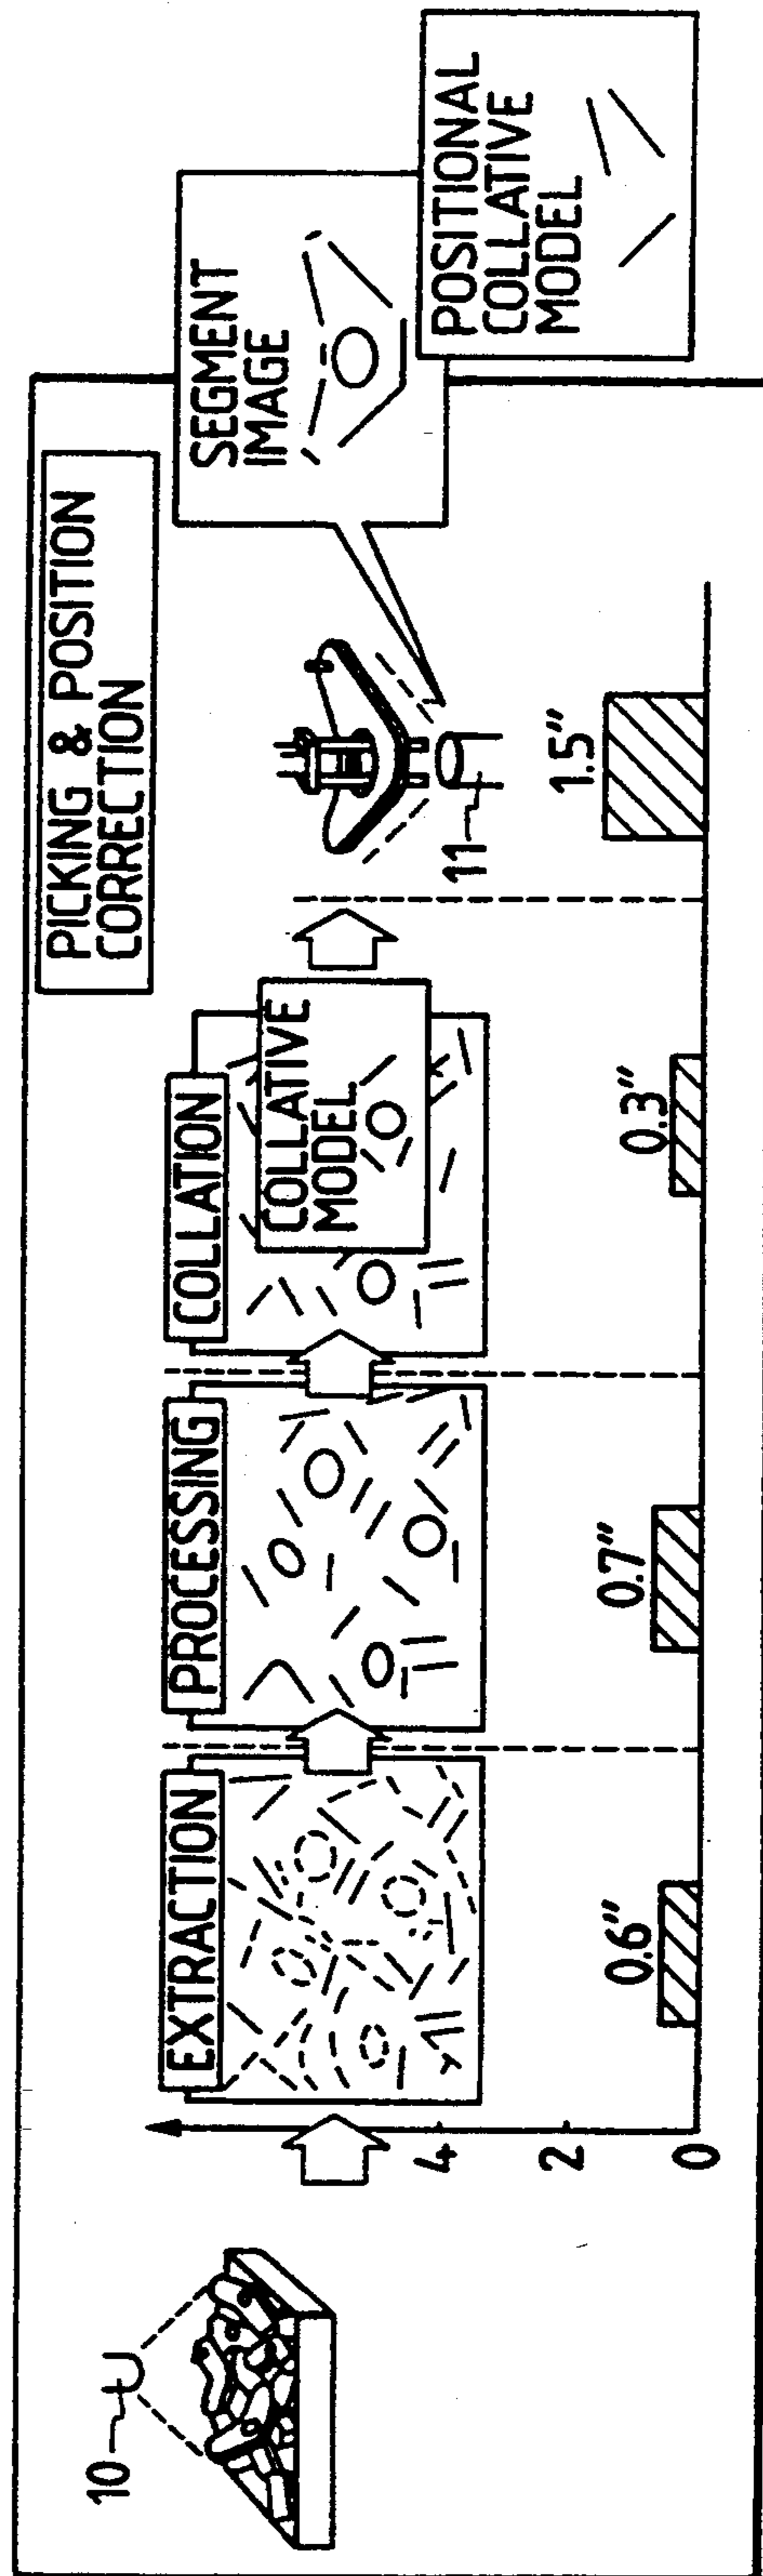 10
EXTRACTION
PROCESSING
COLLATION
COLLATIVE
MODEL
PICKING & POSITION
CORRECTION
SEGMENT
IMAGE
POSITIONAL
COLLATIVE
MODEL
11
4
2
0
0.6"
0.7"
0.3"
1.5"